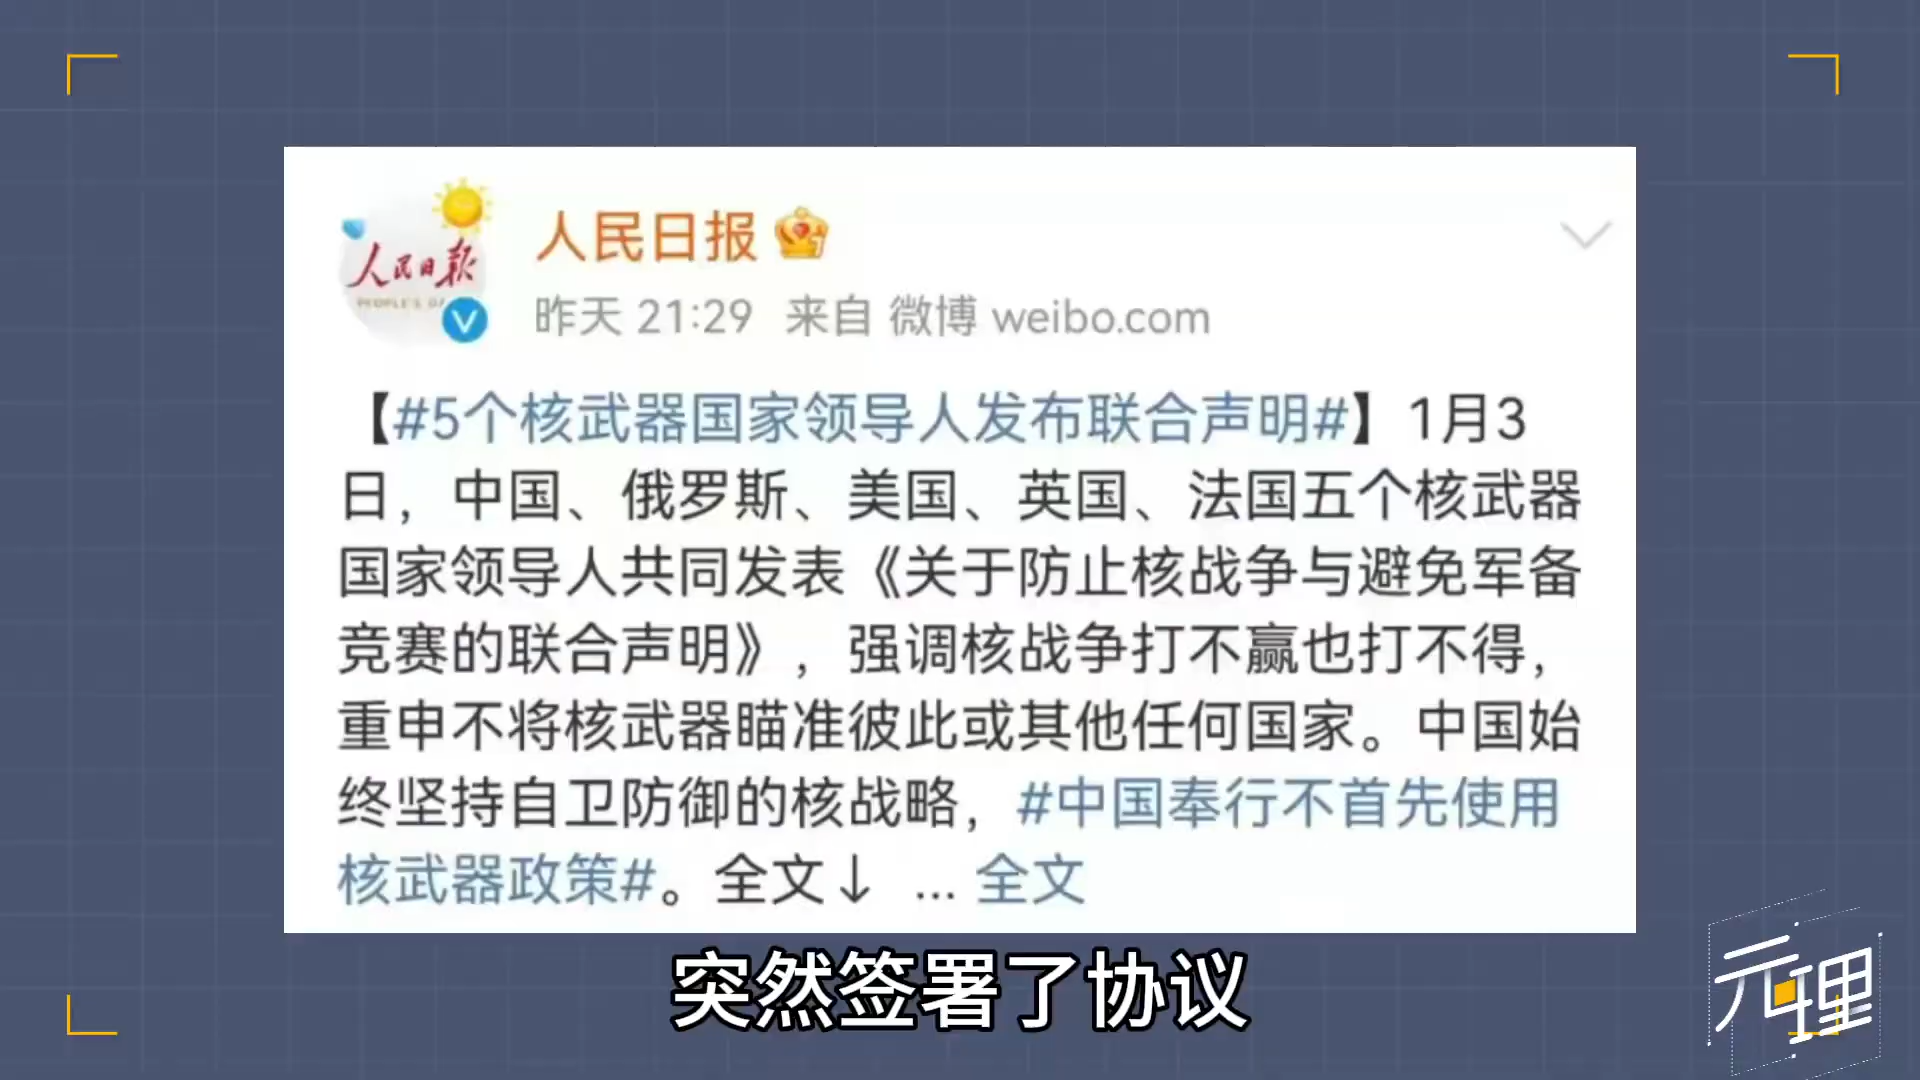 人民日报
人民日报
PEOPLE'S DA
昨天 21:29 来自 微博 weibo.com
【#5个核武器国家领导人发布联合声明#】1月3
日，中国、俄罗斯、美国、英国、法国五个核武器
国家领导人共同发表《关于防止核战争与避免军备
竞赛的联合声明》，强调核战争打不赢也打不得，
重申不将核武器瞄准彼此或其他任何国家。中国始
终坚持自卫防御的核战略，#中国奉行不首先使用
核武器政策#。全文↓ ... 全文
突然签署了协议
元理